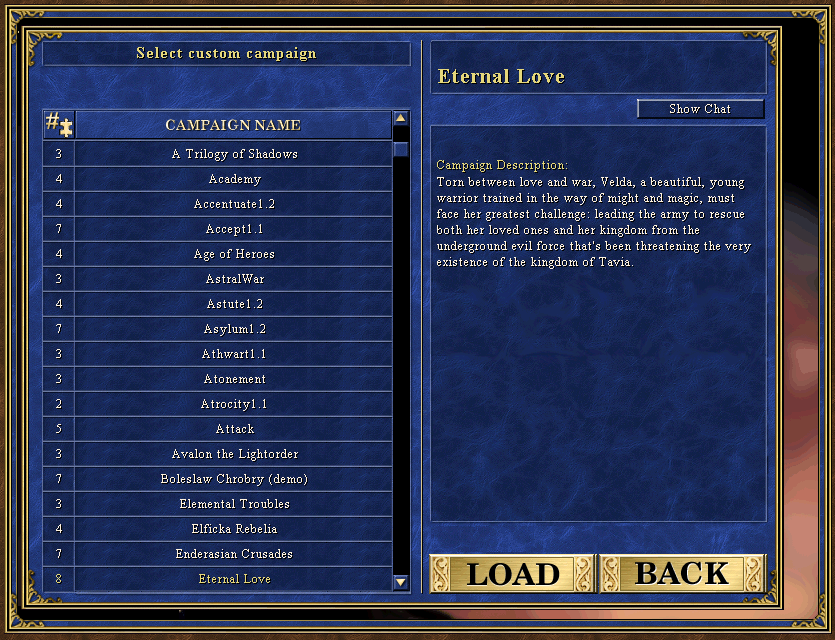 Select custom campaign
Eternal Love
Show Chat
# CAMPAIGN NAME
3 A Trilogy of Shadows
4 Academy
4 Accentuate1.2
7 Accept1.1
4 Age of Heroes
3 AstralWar
4 Astute1.2
7 Asylum1.2
3 Athwart1.1
3 Atonement
2 Atrocity1.1
5 Attack
3 Avalon the Lightorder
7 Boleslaw Chrobry (demo)
3 Elemental Troubles
4 Elficka Rebelia
7 Enderasian Crusades
8 Eternal Love
Campaign Description:
Torn between love and war, Velda, a beautiful, young
warrior trained in the way of might and magic, must
face her greatest challenge: leading the army to rescue
both her loved ones and her kingdom from the
underground evil force that's been threatening the very
existence of the kingdom of Tavia.
LOAD
BACK